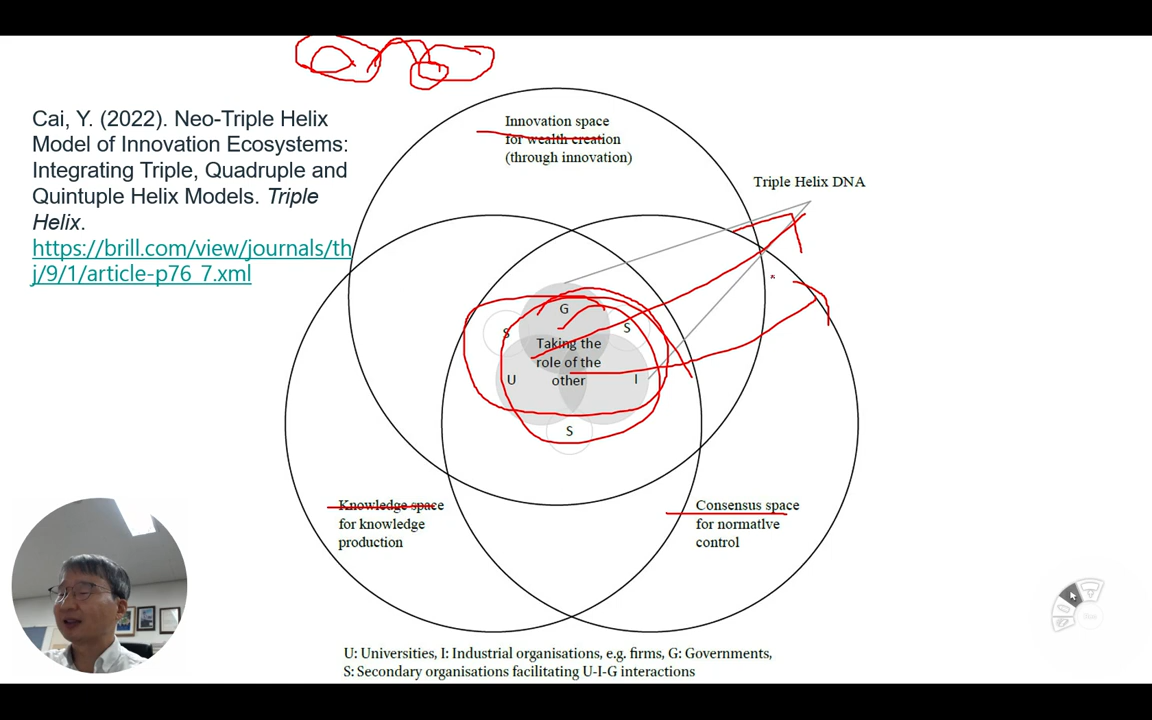 Cai, Y. (2022). Neo-Triple Helix
Model of Innovation Ecosystems:
Integrating Triple, Quadruple and
Quintuple Helix Models. Triple
Helix.
https://brill.com/view/journals/th
j/9/1/article-p76_7.xml
Innovation space
for wealth creation
(through innovation)
Triple Helix DNA
G
S
S
Taking the
role of the
other
U
I
S
Knowledge space
for knowledge
production
Consensus space
for normative
control
U: Universities, I: Industrial organisations, e.g. firms, G: Governments,
S: Secondary organisations facilitating U-I-G interactions